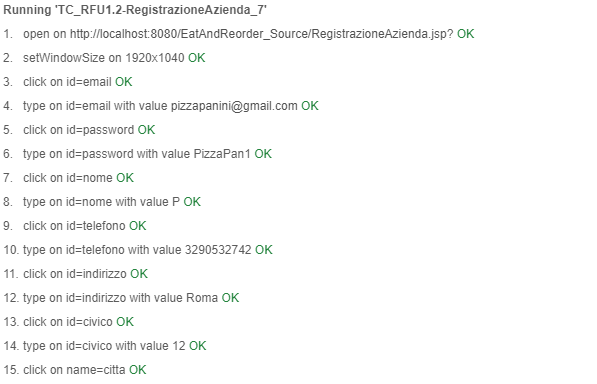 Running 'TC_RFU1.2-RegistrazioneAzienda_7'
1. open on http://localhost:8080/EatAndReorder_Source/RegistrazioneAzienda.jsp? OK
2. setWindowSize on 1920x1040 OK
3. click on id=email OK
4. type on id=email with value pizzapanini@gmail.com OK
5. click on id=password OK
6. type on id=password with value PizzaPan1 OK
7. click on id=nome OK
8. type on id=nome with value P OK
9. click on id=telefono OK
10. type on id=telefono with value 3290532742 OK
11. click on id=indirizzo OK
12. type on id=indirizzo with value Roma OK
13. click on id=civico OK
14. type on id=civico with value 12 OK
15. click on name=citta OK